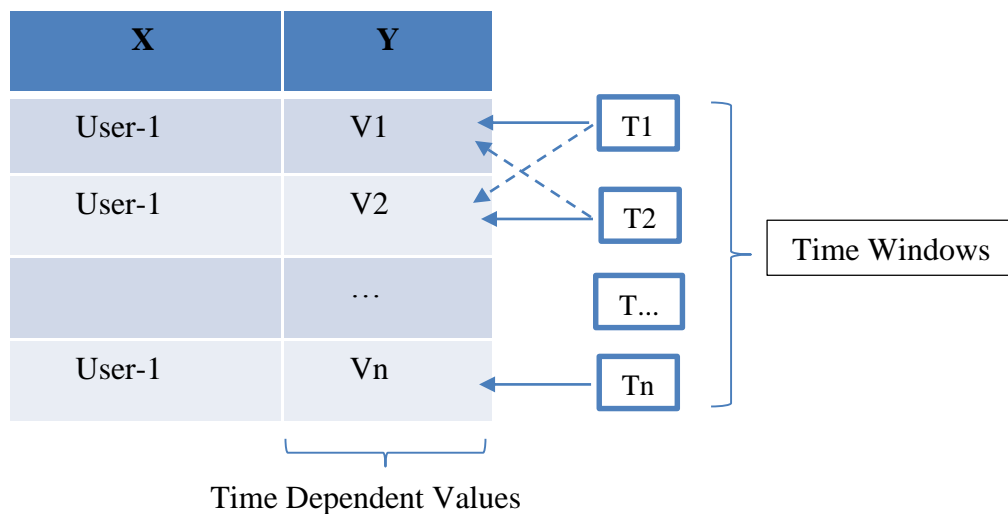 X Y
User-1 V1 T1
User-1 V2 T2
Time Windows
… T...
User-1 Vn Tn
Time Dependent Values